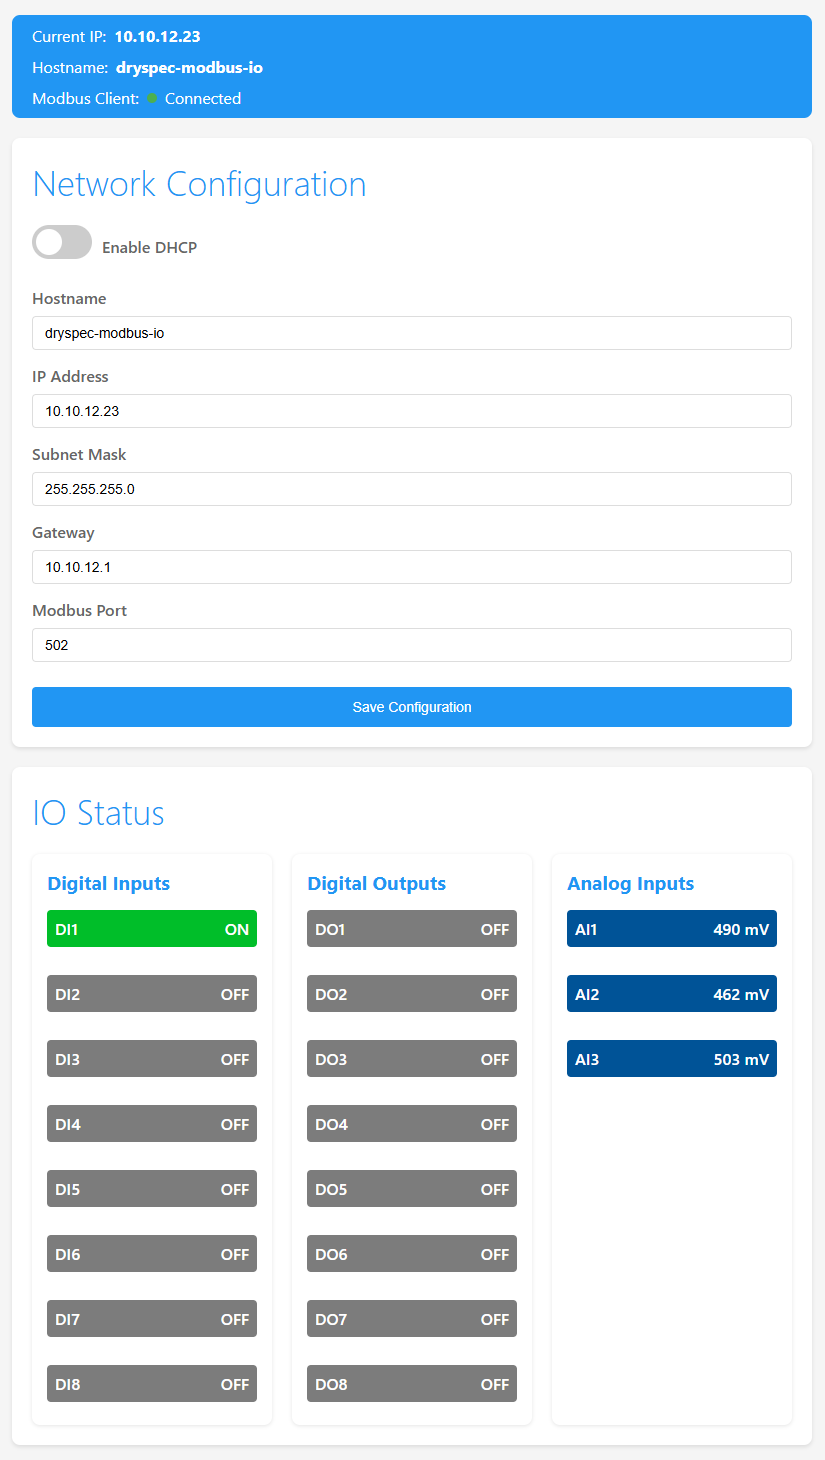 Current IP: 10.10.12.23
Hostname: dryspec-modbus-io
Modbus Client: Connected
Network Configuration
Enable DHCP
Hostname
dryspec-modbus-io
IP Address
10.10.12.23
Subnet Mask
255.255.255.0
Gateway
10.10.12.1
Modbus Port
502
Save Configuration
IO Status
Digital Inputs
DI1 ON
DI2 OFF
DI3 OFF
DI4 OFF
DI5 OFF
DI6 OFF
DI7 OFF
DI8 OFF
Digital Outputs
DO1 OFF
DO2 OFF
DO3 OFF
DO4 OFF
DO5 OFF
DO6 OFF
DO7 OFF
DO8 OFF
Analog Inputs
AI1 490 mV
AI2 462 mV
AI3 503 mV